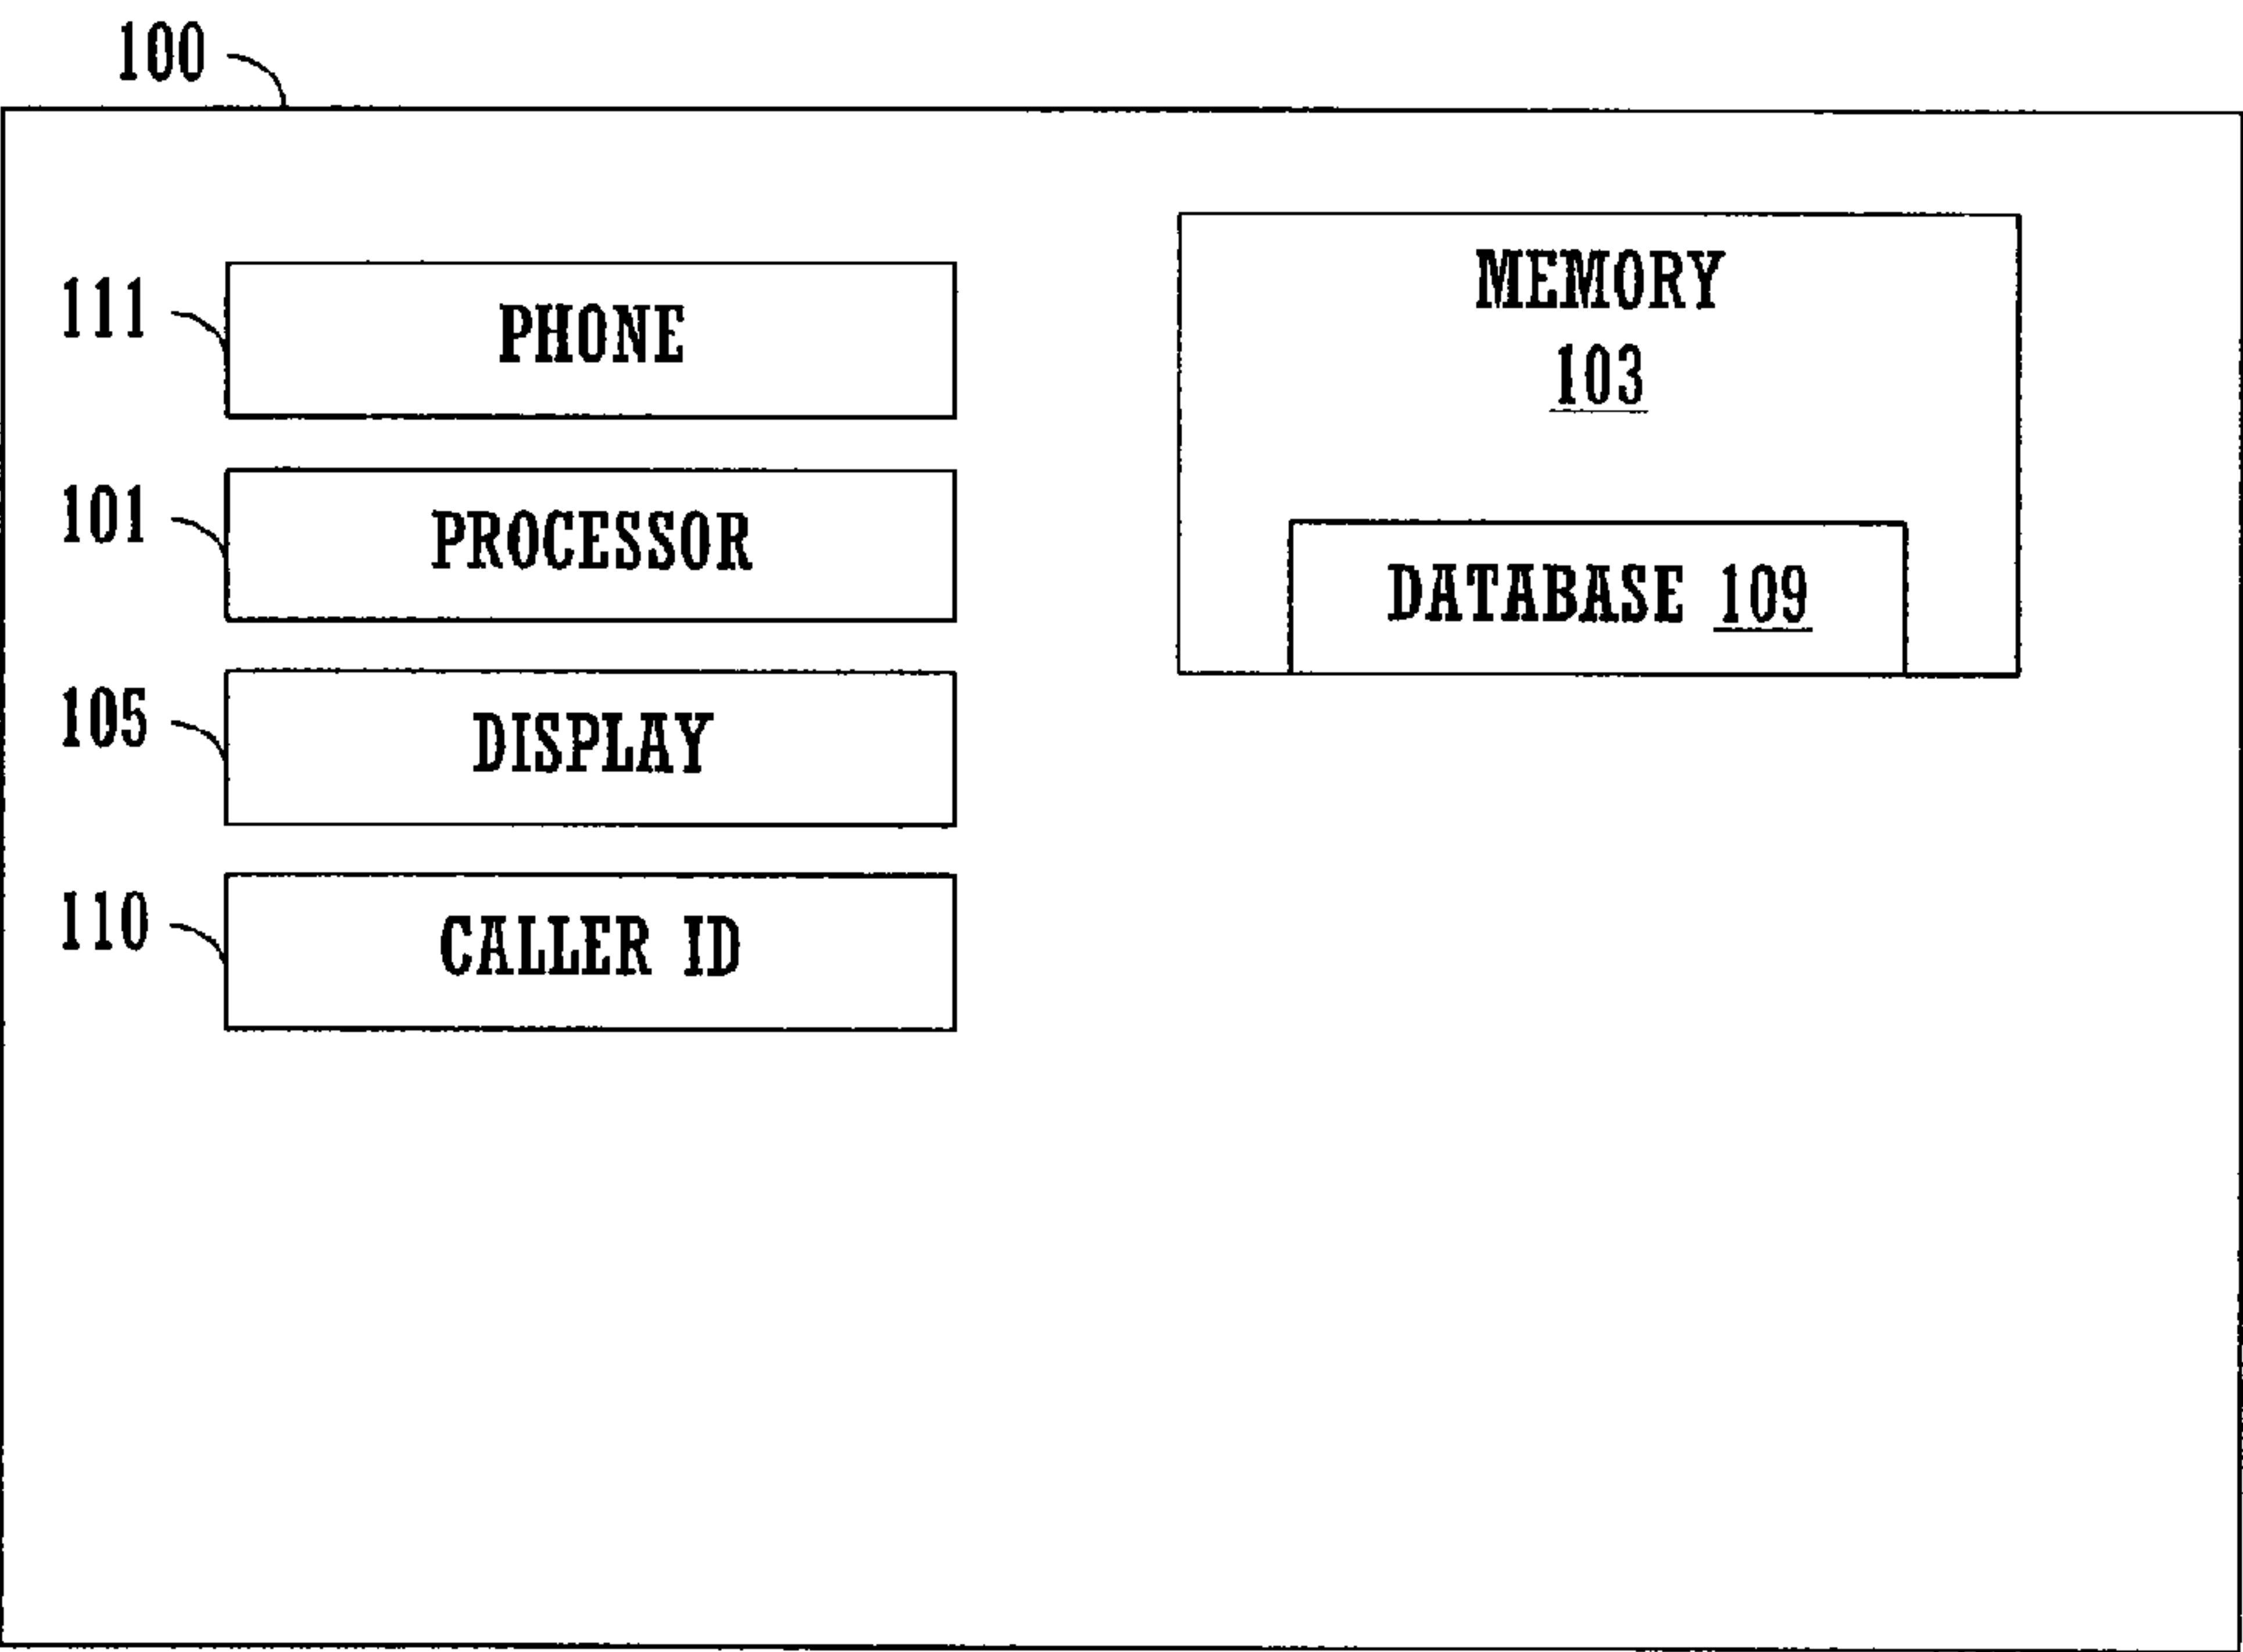 100
111
PHONE
MEMORY
103
101
PROCESSOR
DATABASE 109
105
DISPLAY
110
CALLER ID